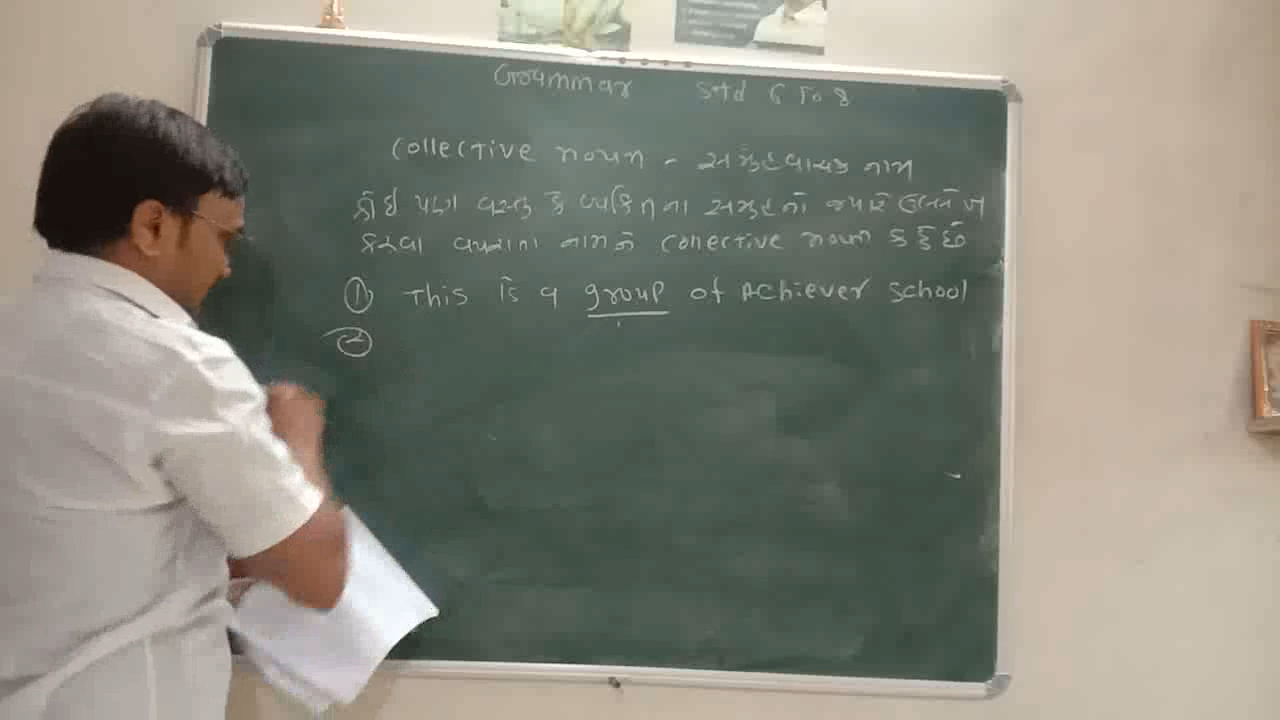 Grammar Std 6 To 8
Collective noun - સમુહવાચક નામ
કોઈ પણ વસ્તુ કે વ્યક્તિના સમુહનો
કરવા વપરાતા નામને Collective noun કહે છે
① This is a group of Achiever School
②